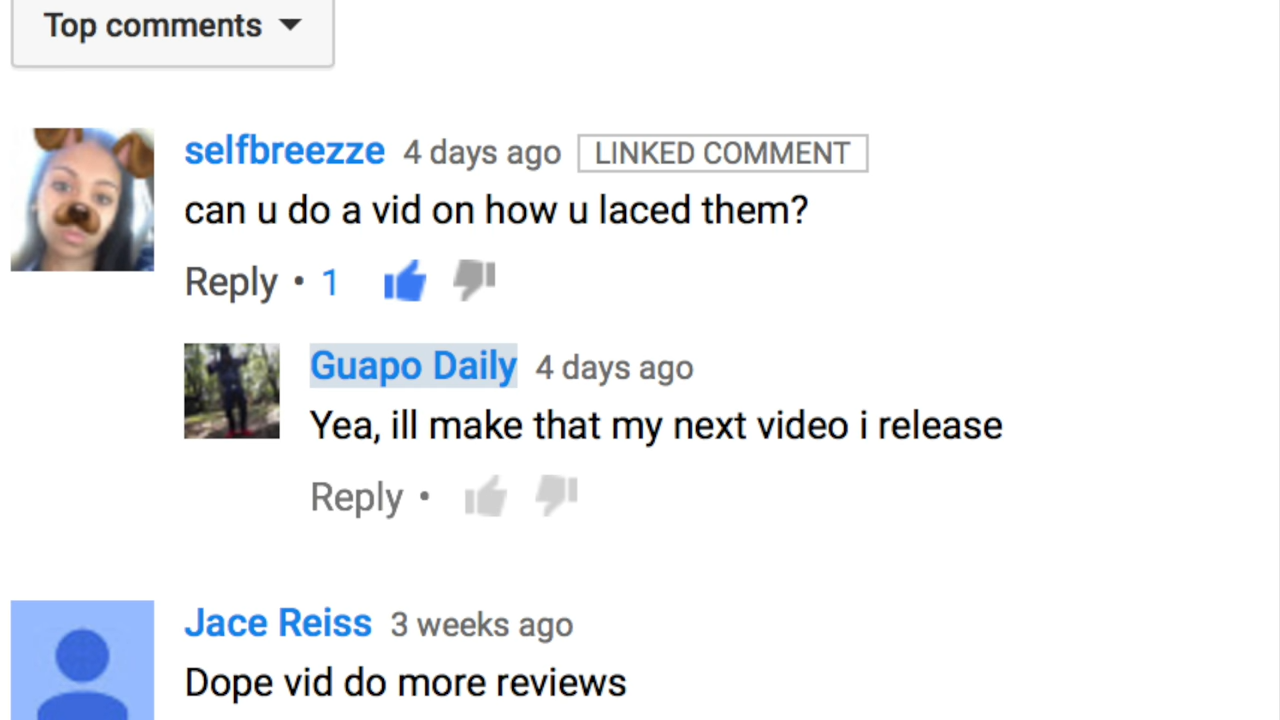 Top comments
selfbreezze 4 days ago LINKED COMMENT
can u do a vid on how u laced them?
Reply • 1
Guapo Daily 4 days ago
Yea, ill make that my next video i release
Reply •
Jace Reiss 3 weeks ago
Dope vid do more reviews